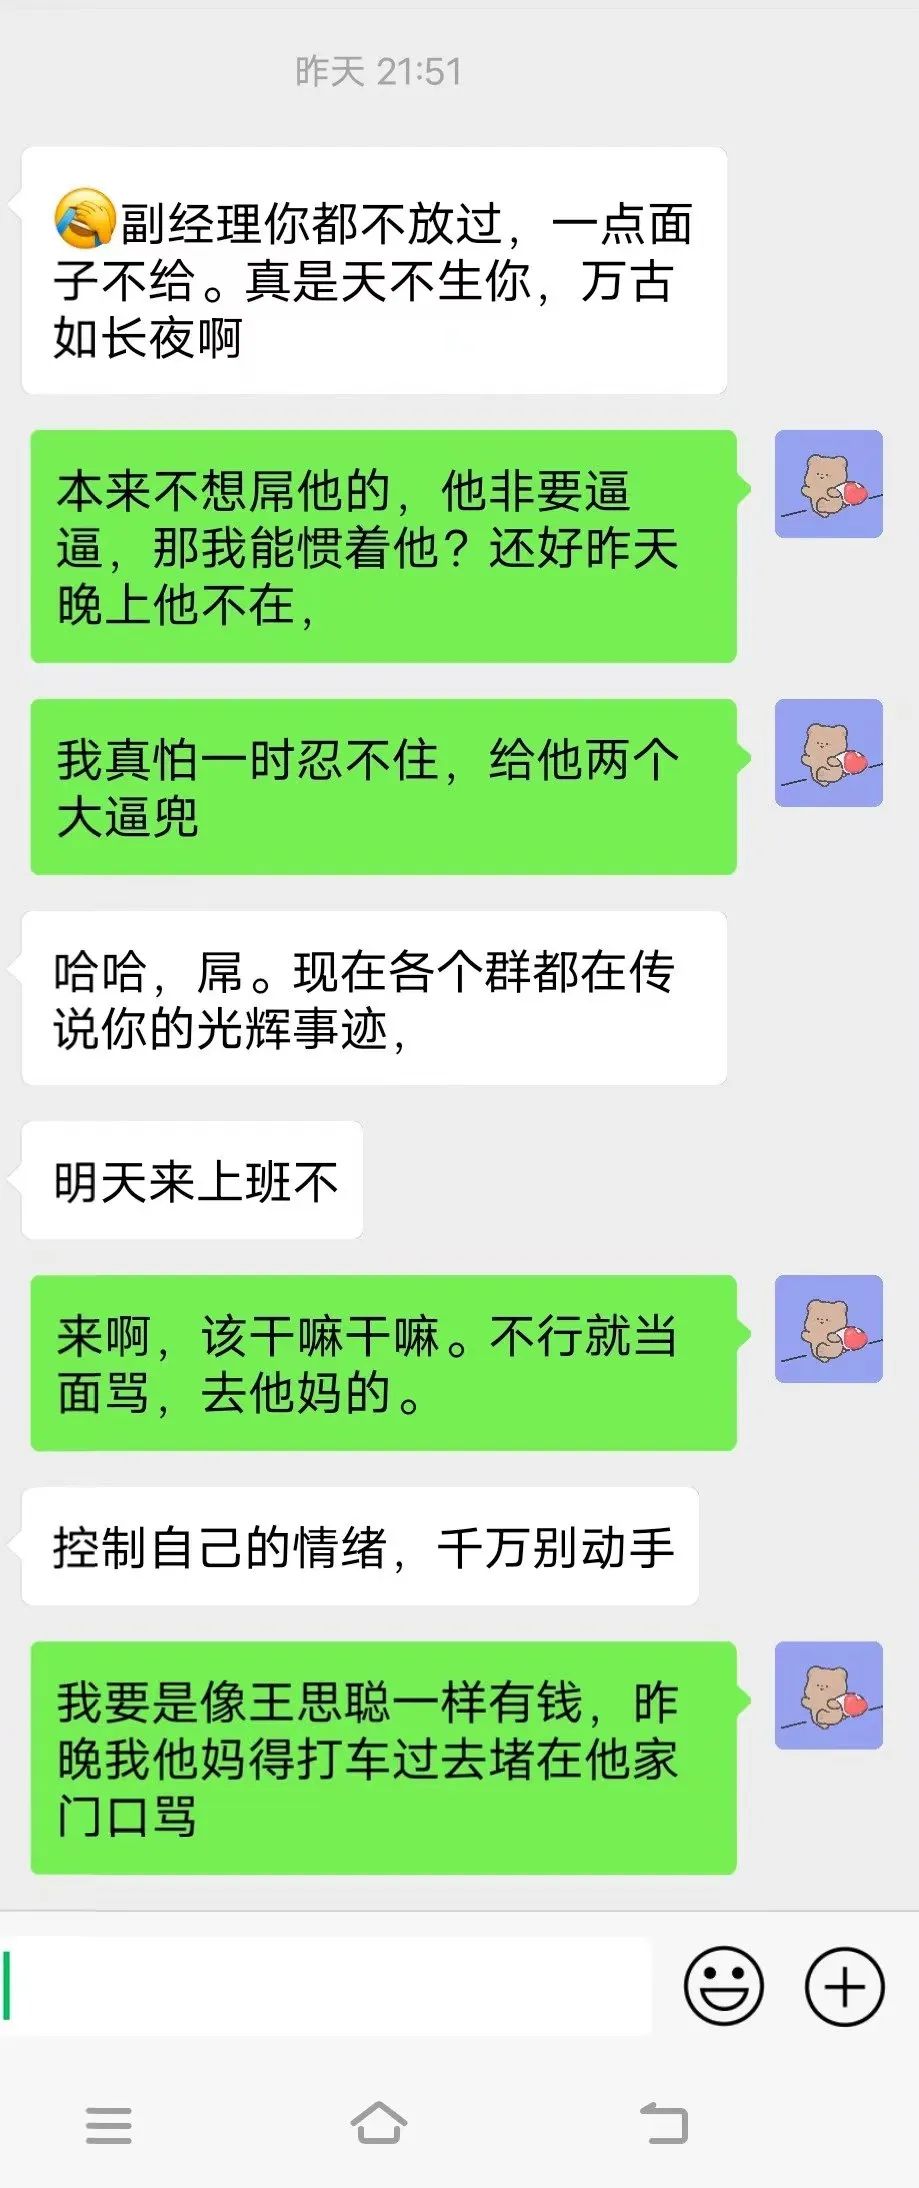 昨天 21:51
🤣副经理你都不放过，一点面
子不给。真是天不生你，万古
如长夜啊
本来不想屌他的，他非要逼
逼，那我能惯着他？还好昨天
晚上他不在，
我真怕一时忍不住，给他两个
大逼兜
哈哈，屌。现在各个群都在传
说你的光辉事迹，
明天来上班不
来啊，该干嘛干嘛。不行就当
面骂，去他妈的。
控制自己的情绪，千万别动手
我要是像王思聪一样有钱，昨
晚我他妈得打车过去堵在他家
门口骂